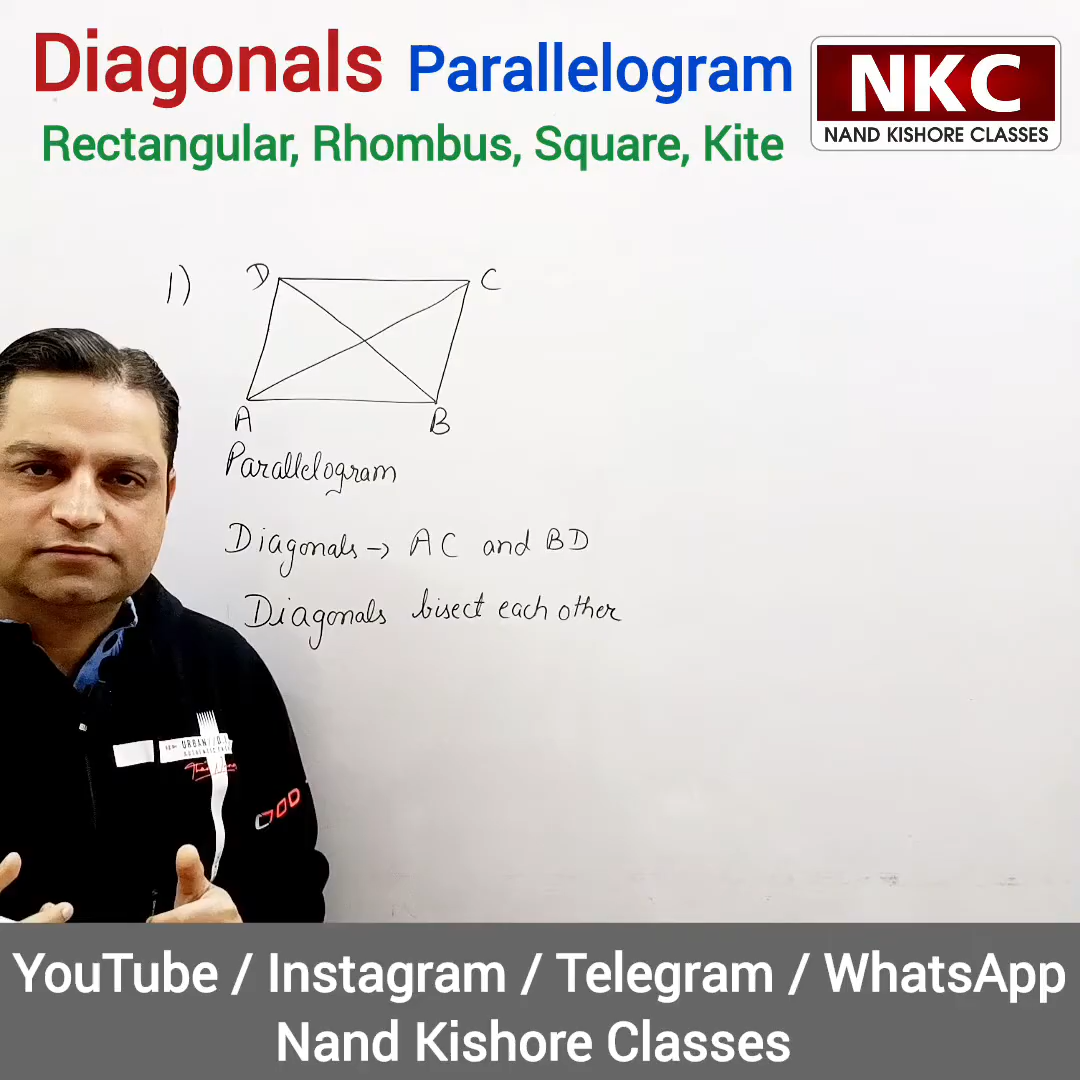 Diagonals Parallelogram
Rectangular, Rhombus, Square, Kite
NKC
NAND KISHORE CLASSES
1)
D C
A B
Parallelogram
Diagonals → AC and BD
Diagonals bisect each other
URBAN
YouTube / Instagram / Telegram / WhatsApp
Nand Kishore Classes